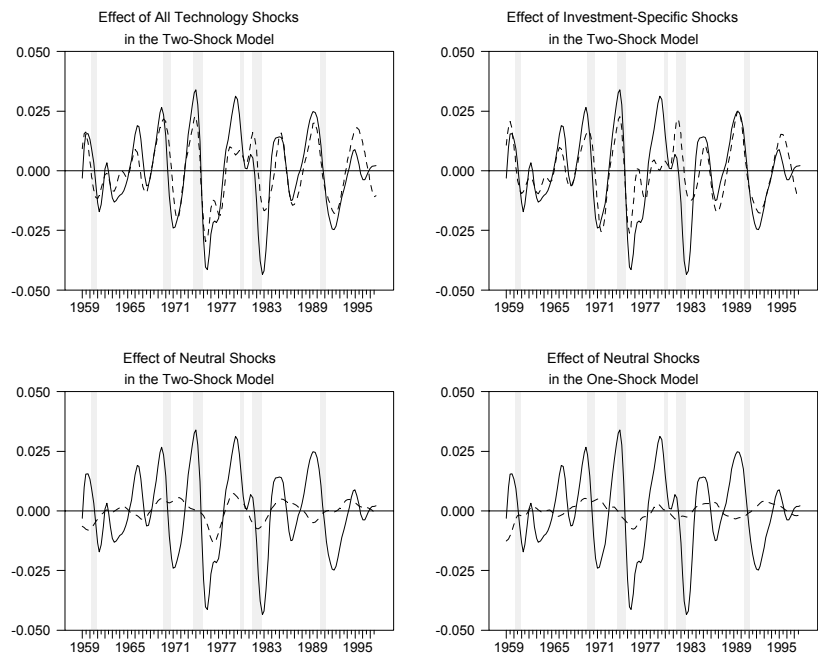 Effect of All Technology Shocks
in the Two-Shock Model
0.050
0.025
0.000
-0.025
-0.050
1959 1965 1971 1977 1983 1989 1995
Effect of Investment-Specific Shocks
in the Two-Shock Model
0.050
0.025
0.000
-0.025
-0.050
1959 1965 1971 1977 1983 1989 1995
Effect of Neutral Shocks
in the Two-Shock Model
0.050
0.025
0.000
-0.025
-0.050
1959 1965 1971 1977 1983 1989 1995
Effect of Neutral Shocks
in the One-Shock Model
0.050
0.025
0.000
-0.025
-0.050
1959 1965 1971 1977 1983 1989 1995